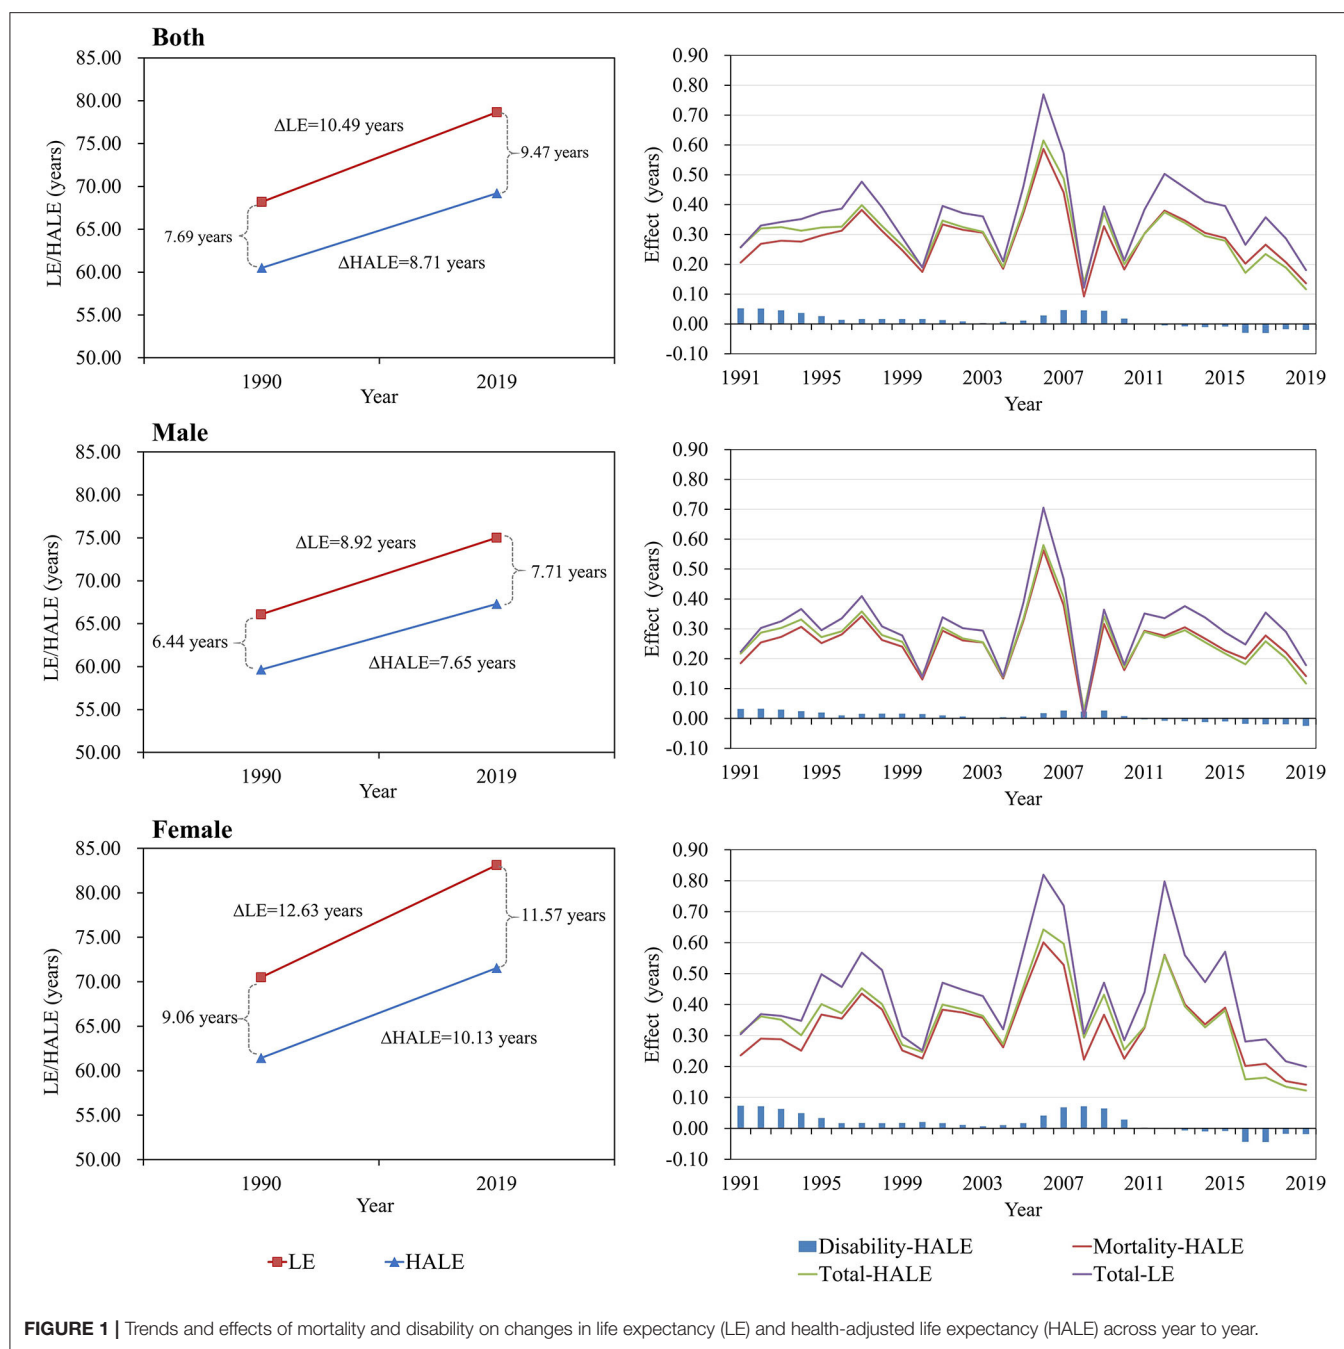 Both
85.00
80.00
75.00
70.00
65.00
60.00
55.00
50.00
LE/HALE (years)
ΔLE=10.49 years
9.47 years
7.69 years
ΔHALE=8.71 years
1990 2019
Year
0.90
0.80
0.70
0.60
0.50
0.40
0.30
0.20
0.10
0.00
-0.10
Effect (years)
1991 1995 1999 2003 2007 2011 2015 2019
Year
Male
85.00
80.00
75.00
70.00
65.00
60.00
55.00
50.00
LE/HALE (years)
ΔLE=8.92 years
7.71 years
6.44 years
ΔHALE=7.65 years
1990 2019
Year
0.90
0.80
0.70
0.60
0.50
0.40
0.30
0.20
0.10
0.00
-0.10
Effect (years)
1991 1995 1999 2003 2007 2011 2015 2019
Year
Female
85.00
80.00
75.00
70.00
65.00
60.00
55.00
50.00
LE/HALE (years)
ΔLE=12.63 years
11.57 years
9.06 years
ΔHALE=10.13 years
1990 2019
Year
0.90
0.80
0.70
0.60
0.50
0.40
0.30
0.20
0.10
0.00
-0.10
Effect (years)
1991 1995 1999 2003 2007 2011 2015 2019
Year
LE HALE
Disability-HALE Mortality-HALE
Total-HALE Total-LE
FIGURE 1 | Trends and effects of mortality and disability on changes in life expectancy (LE) and health-adjusted life expectancy (HALE) across year to year.